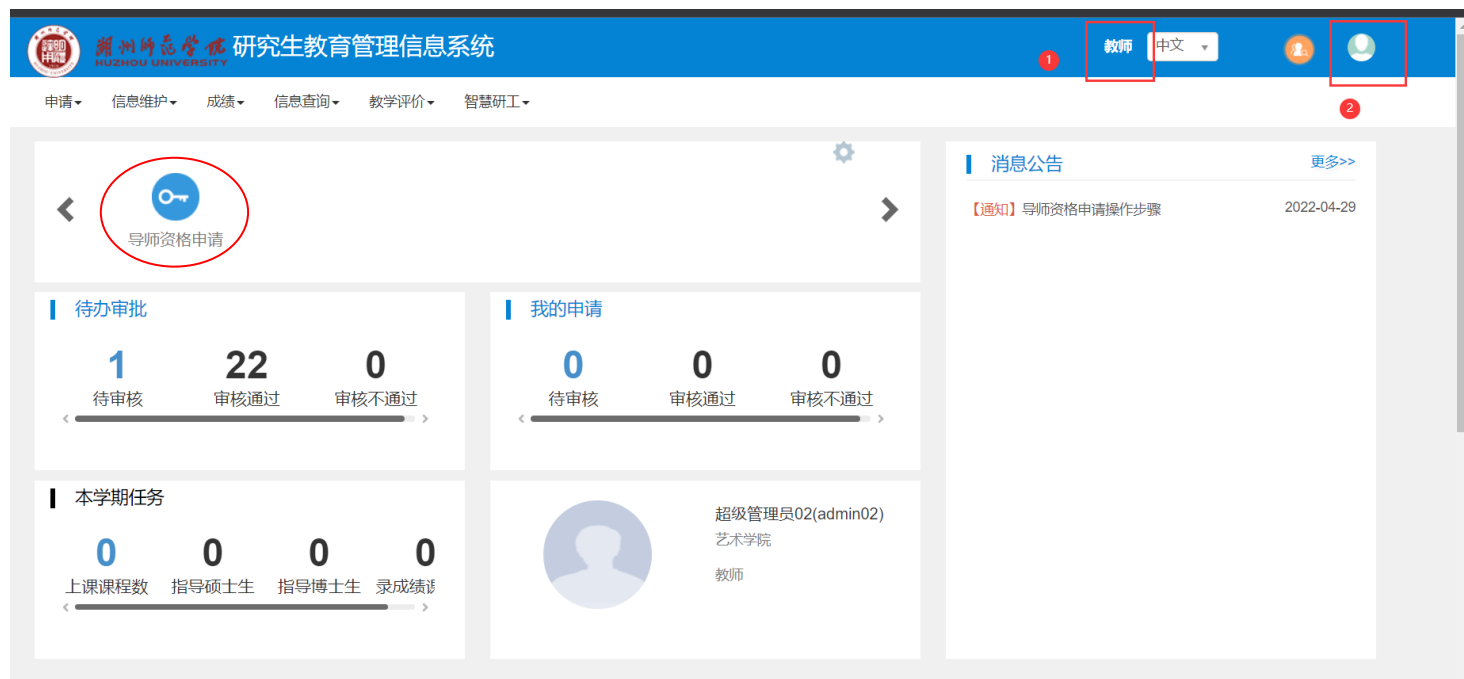 湖州师范学院 研究生教育管理信息系统
HUZHOU UNIVERSITY
1 教师 中文
申请 信息维护 成绩 信息查询 教学评价 智慧研工
2
消息公告 更多>>
导师资格申请
【通知】导师资格申请操作步骤 2022-04-29
待办审批
1 22 0
待审核 审核通过 审核不通过
我的申请
0 0 0
待审核 审核通过 审核不通过
本学期任务
0 0 0 0
上课课程数 指导硕士生 指导博士生 录成绩
超级管理员02(admin02)
艺术学院
教师